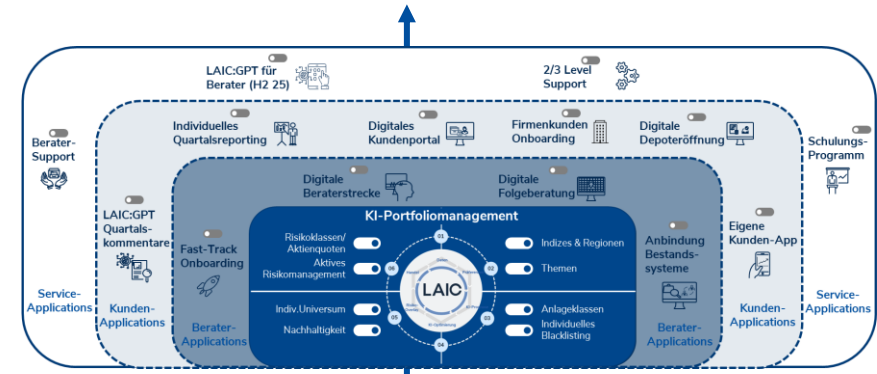 LAIC:GPT für
Berater (H2 25)
2/3 Level
Support
Individuelles
Quartalsreporting
Digitales
Kundenportal
Firmenkunden
Onboarding
Digitale
Depoteröffnung
Berater-
Support
Schulungs-
Programm
Digitale
Beraterstrecke
Digitale
Folgeberatung
LAIC:GPT
Quartals-
kommentare
Fast-Track
Onboarding
KI-Portfoliomanagement
Risikoklassen/
Aktienquoten
Aktives
Risikomanagement
Indiv.Universum
Nachhaltigkeit
01
02
03
04
05
06
LAIC
Indizes & Regionen
Themen
Anlageklassen
Individuelles
Blacklisting
Anbindung
Bestands-
systeme
Eigene
Kunden-App
Service-
Applications
Kunden-
Applications
Berater-
Applications
Berater-
Applications
Kunden-
Applications
Service-
Applications